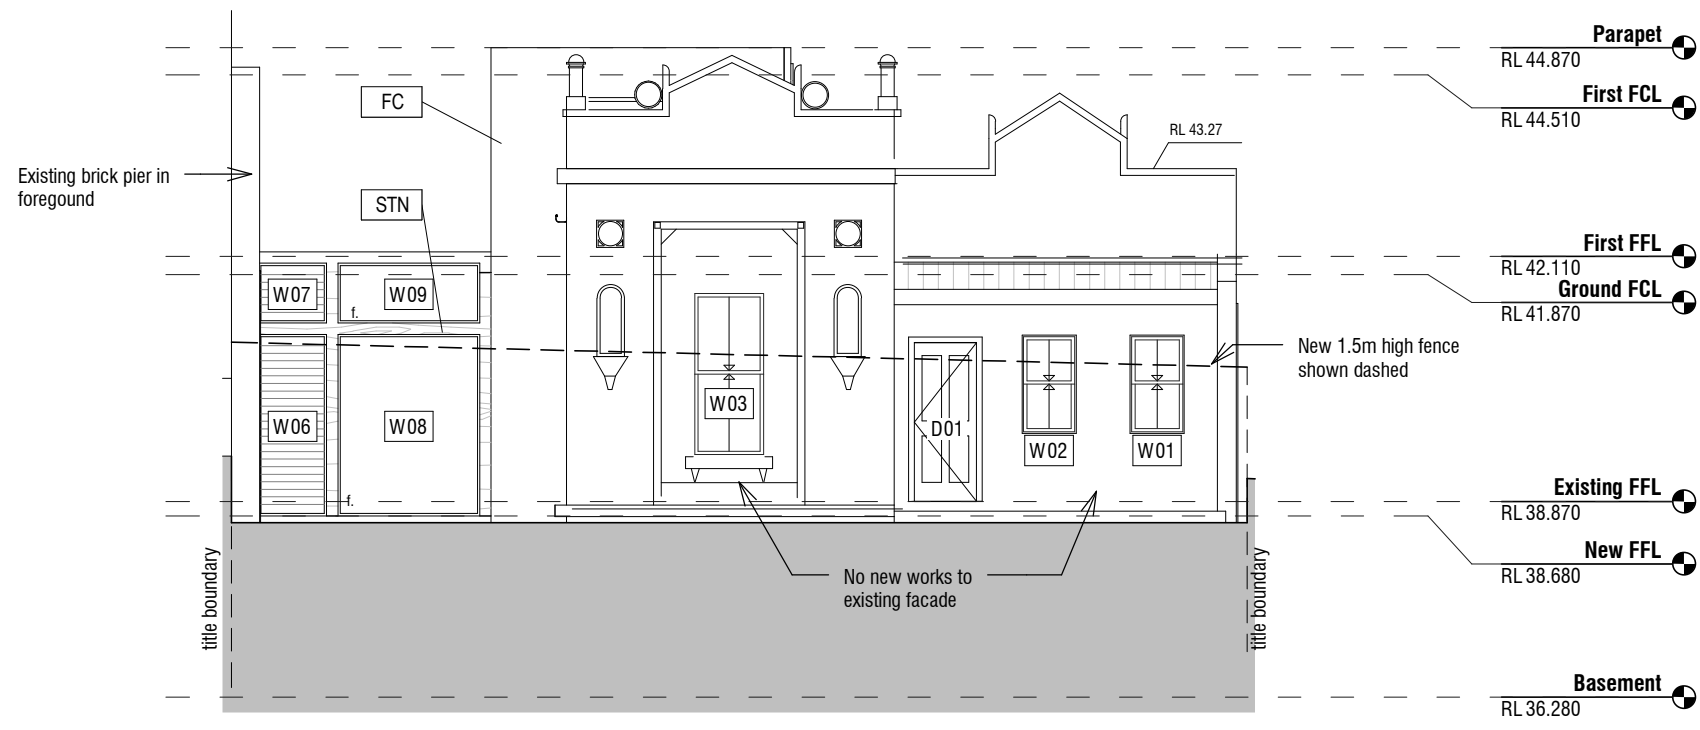 Parapet
RL 44.870
First FCL
RL 44.510
FC
RL 43.27
Existing brick pier in
foregound
STN
First FFL
RL 42.110
Ground FCL
RL 41.870
W07
W09
f.
New 1.5m high fence
shown dashed
W03
W06
W08
D01
W02
W01
f.
Existing FFL
RL 38.870
New FFL
RL 38.680
No new works to
existing facade
title boundary
title boundary
Basement
RL 36.280